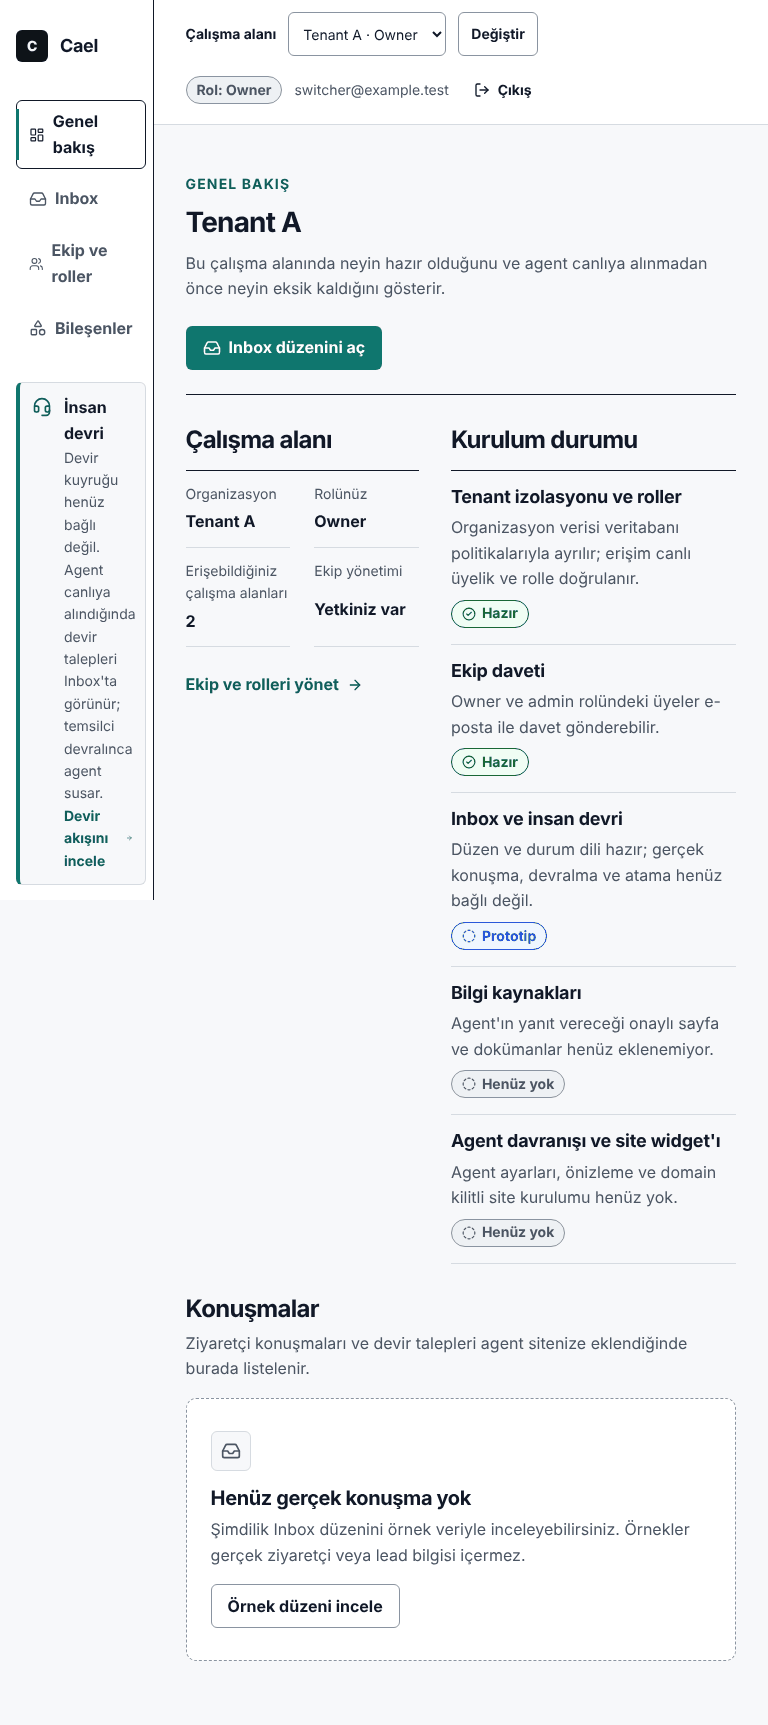 C Cael
Genel
bakış
Inbox
Ekip ve
roller
Bileşenler
İnsan
devri
Devir
kuyruğu
henüz
bağlı
değil.
Agent
canlıya
alındığında
devir
talepleri
Inbox'ta
görünür;
temsilci
devralınca
agent
susar.
Devir
akışını
incele
Çalışma alanı Tenant A · Owner Değiştir
Rol: Owner switcher@example.test Çıkış
GENEL BAKIŞ
Tenant A
Bu çalışma alanında neyin hazır olduğunu ve agent canlıya alınmadan
önce neyin eksik kaldığını gösterir.
Inbox düzenini aç
Çalışma alanı
Organizasyon
Tenant A
Rolünüz
Owner
Erişebildiğiniz
çalışma alanları
2
Ekip yönetimi
Yetkiniz var
Ekip ve rolleri yönet
Kurulum durumu
Tenant izolasyonu ve roller
Organizasyon verisi veritabanı
politikalarıyla ayrılır; erişim canlı
üyelik ve rolle doğrulanır.
Hazır
Ekip daveti
Owner ve admin rolündeki üyeler e-
posta ile davet gönderebilir.
Hazır
Inbox ve insan devri
Düzen ve durum dili hazır; gerçek
konuşma, devralma ve atama henüz
bağlı değil.
Prototip
Bilgi kaynakları
Agent'ın yanıt vereceği onaylı sayfa
ve dokümanlar henüz eklenemiyor.
Henüz yok
Agent davranışı ve site widget'ı
Agent ayarları, önizleme ve domain
kilitli site kurulumu henüz yok.
Henüz yok
Konuşmalar
Ziyaretçi konuşmaları ve devir talepleri agent sitenize eklendiğinde
burada listelenir.
Henüz gerçek konuşma yok
Şimdilik Inbox düzenini örnek veriyle inceleyebilirsiniz. Örnekler
gerçek ziyaretçi veya lead bilgisi içermez.
Örnek düzeni incele